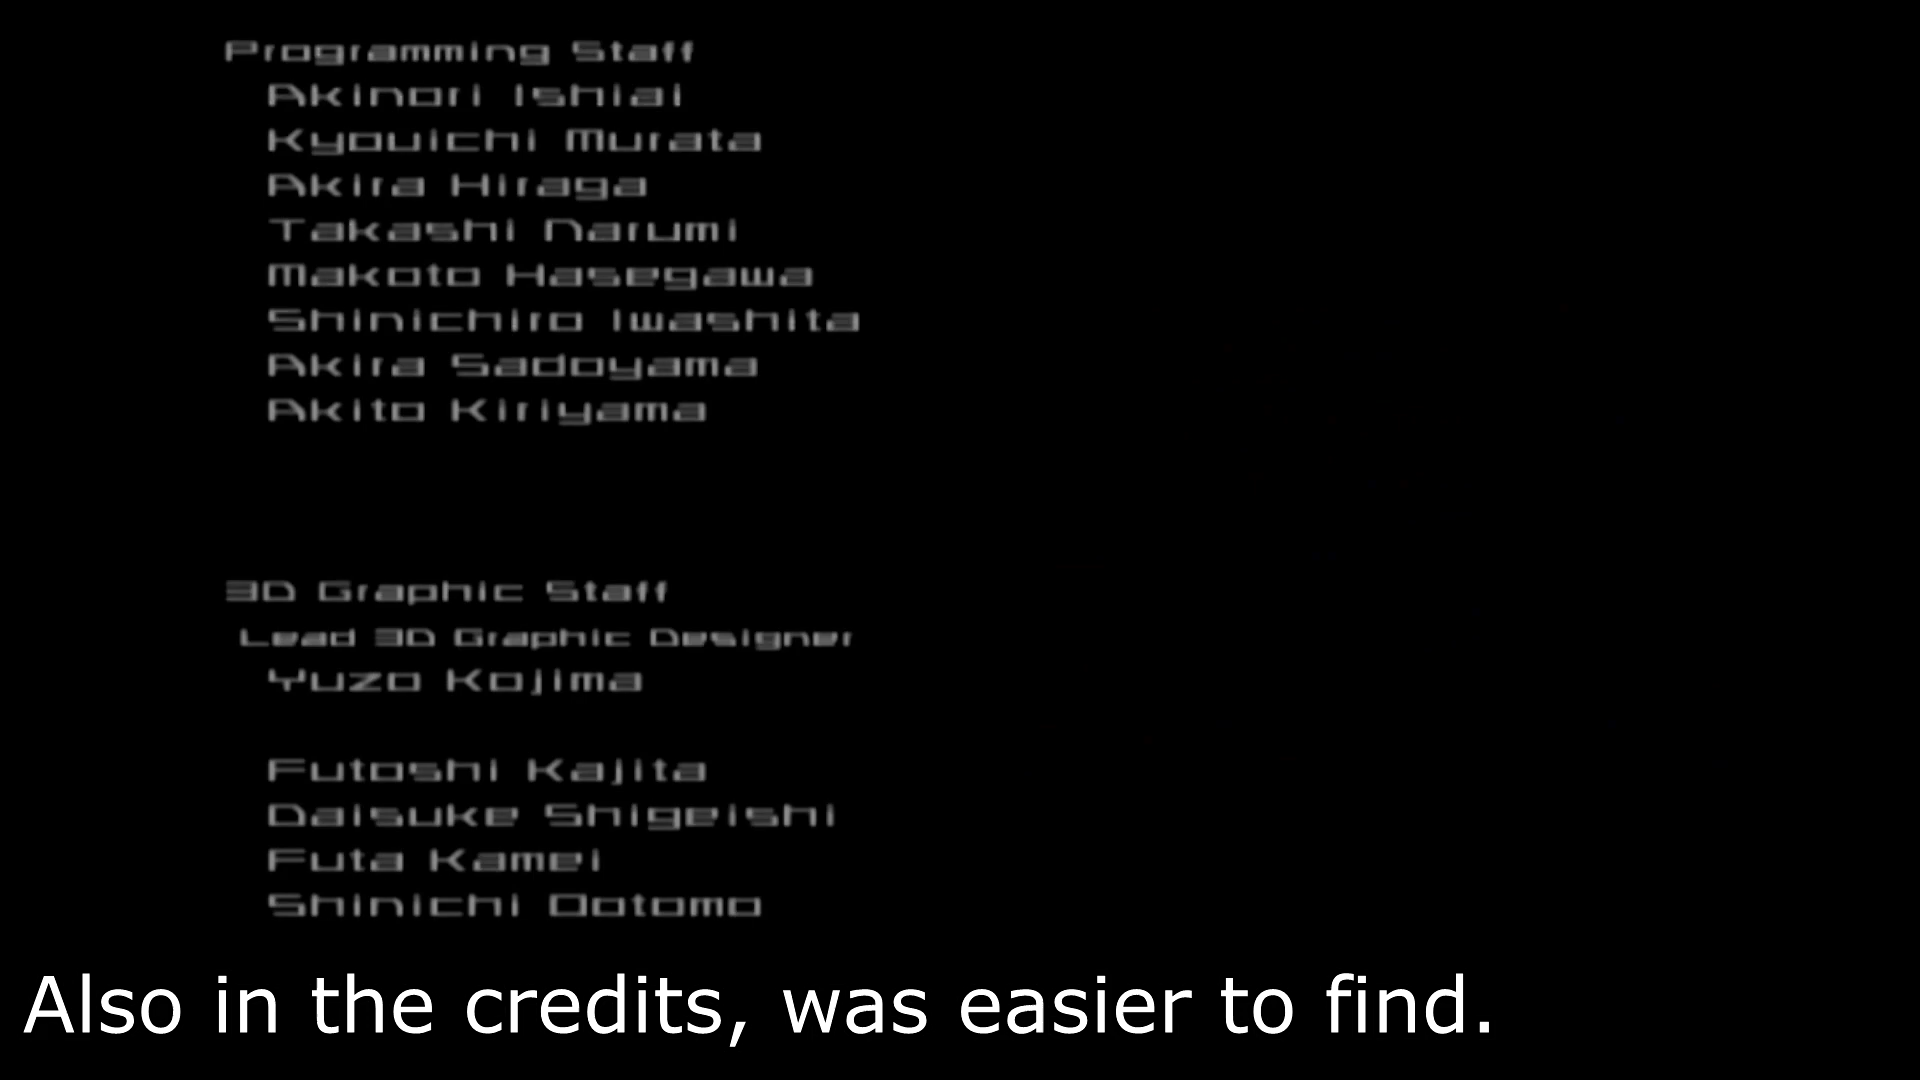 Programming Staff
Akinori Ishiai
Kyouichi Murata
Akira Hiraga
Takashi Narumi
Makoto Hasegawa
Shinichiro Iwashita
Akira Sadoyama
Akito Kiriyama
3D Graphic Staff
Lead 3D Graphic Designer
Yuzo Kojima
Futoshi Kajita
Daisuke Shigeishi
Futa Kamei
Shinichi Ootomo
Also in the credits, was easier to find.